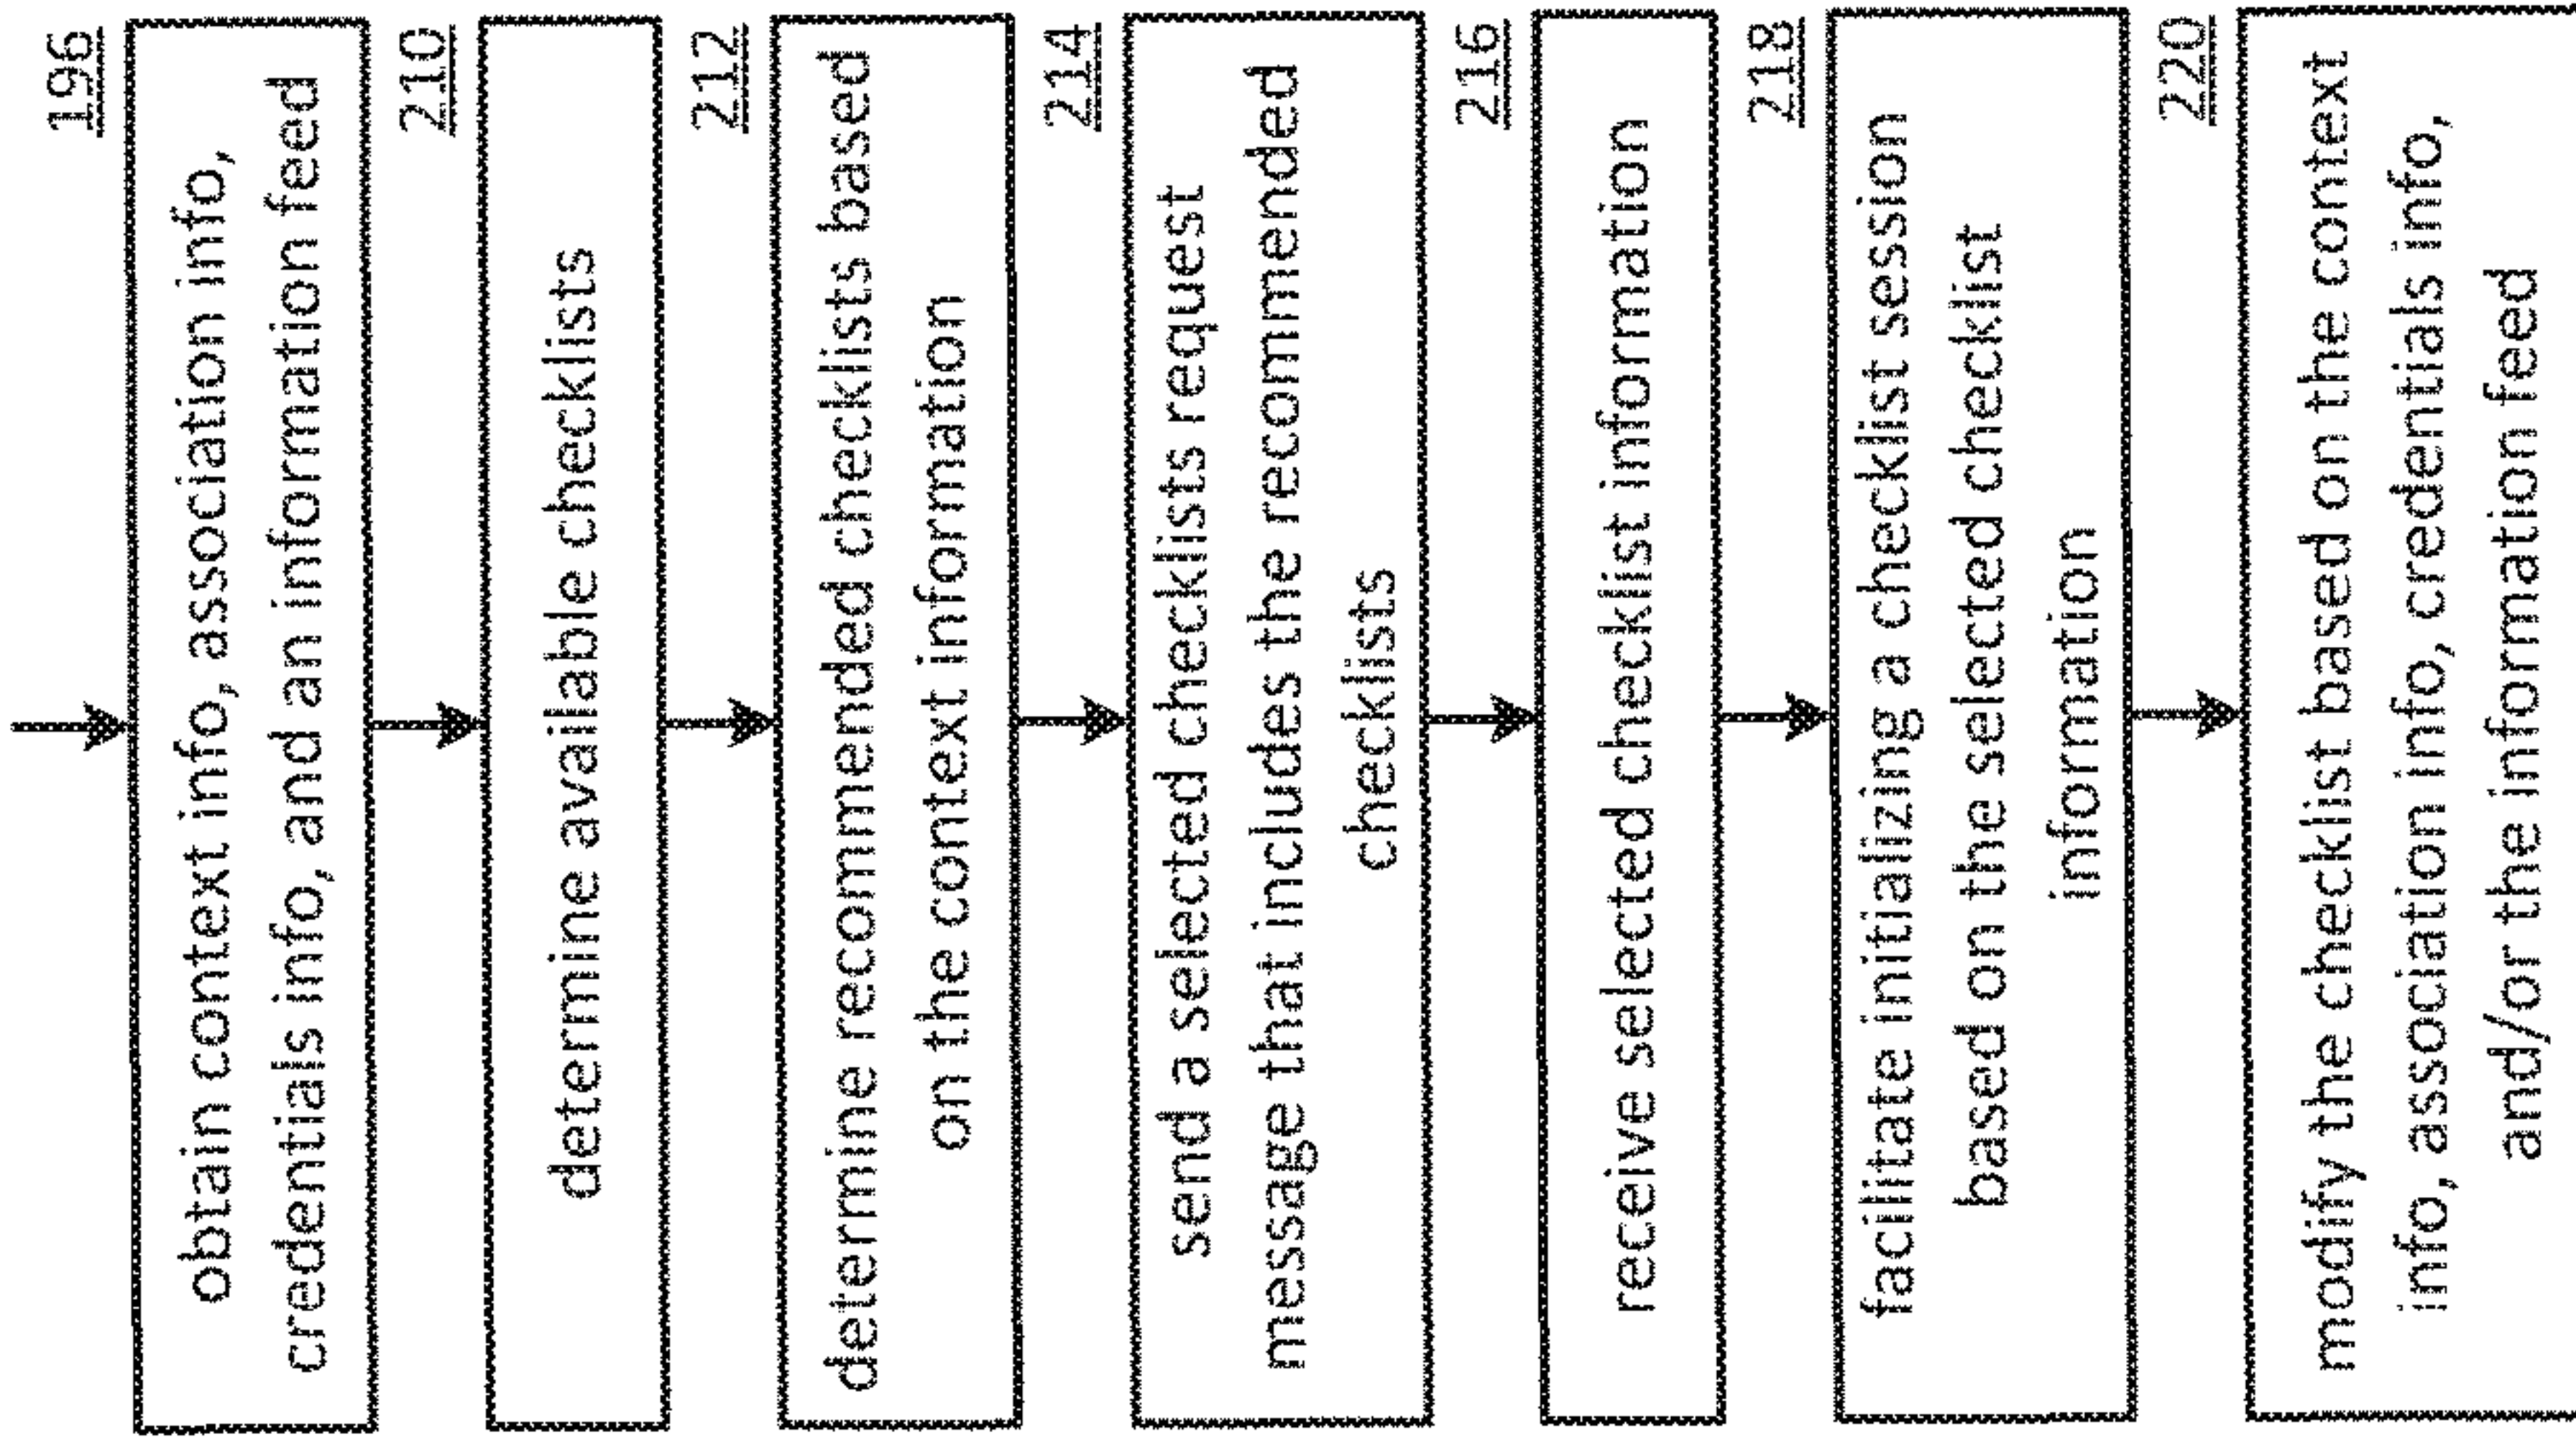 196
obtain context info, association info,
credentials info, and an information feed
210
determine available checklists
212
determine recommended checklists based
on the context information
214
send a selected checklists request
message that includes the recommended
checklists
216
receive selected checklist information
218
facilitate initializing a checklist session
based on the selected checklist
information
220
modify the checklist based on the context
info, association info, credentials info,
and/or the information feed